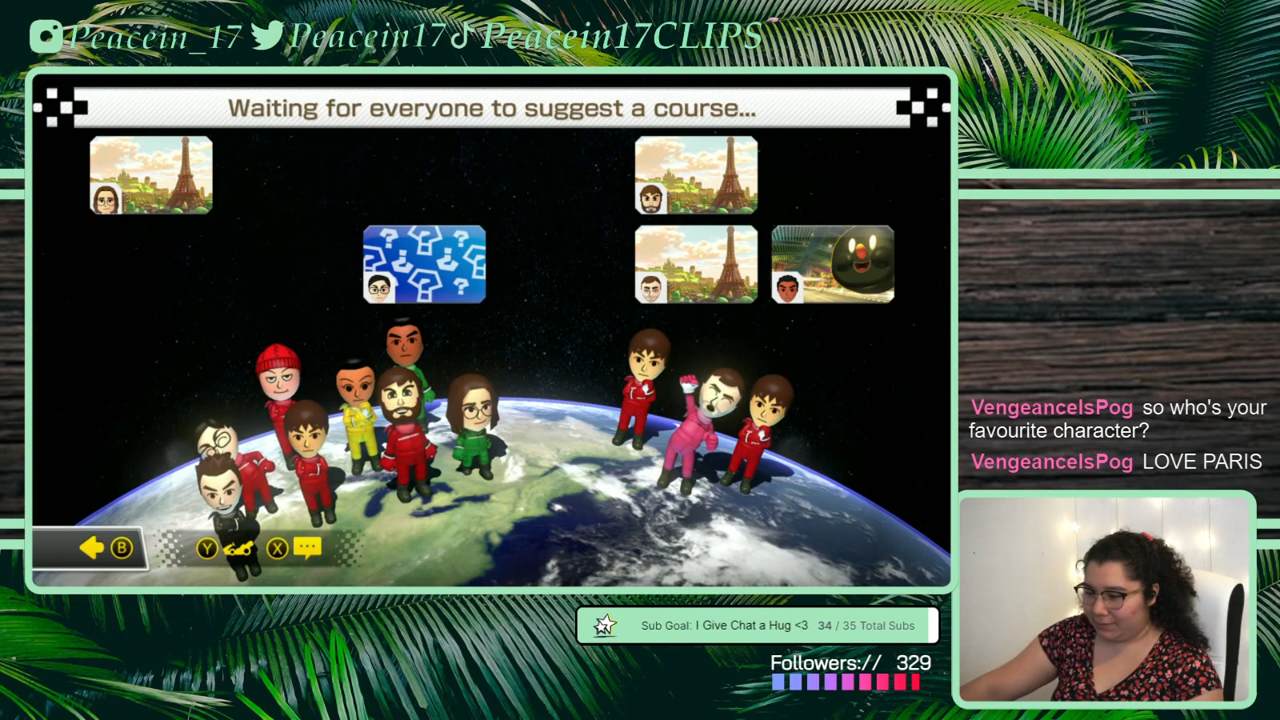 Peacein_17 Peacein17 Peacein17CLIPS
Waiting for everyone to suggest a course...
VengeanceIsPog so who's your
favourite character?
VengeanceIsPog LOVE PARIS
B Y X
Sub Goal: I Give Chat a Hug <3 34 / 35 Total Subs
Followers:// 329